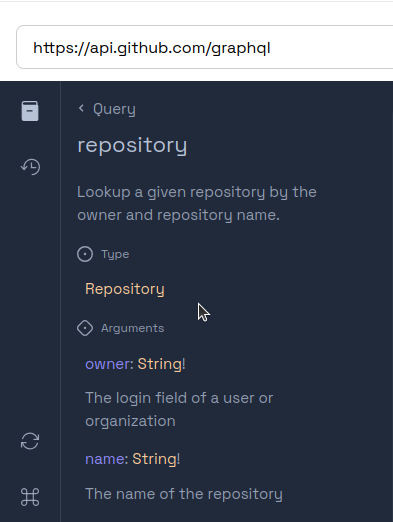 https://api.github.com/graphql
Query
repository
Lookup a given repository by the
owner and repository name.
Type
Repository
Arguments
owner: String!
The login field of a user or
organization
name: String!
The name of the repository